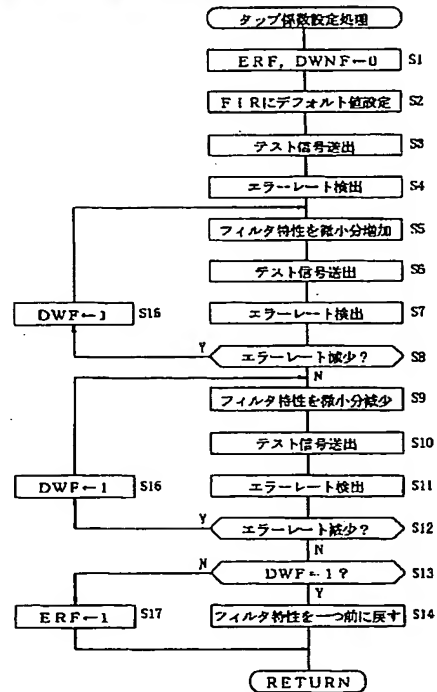 タップ係数設定処理
ERF, DWNF←0 S1
FIRにデフォルト値設定 S2
テスト信号送出 S3
エラーレート検出 S4
フィルタ特性を微小分増加 S5
テスト信号送出 S6
エラーレート検出 S7
DWF←1 S15
Y エラーレート減少? S8
N
フィルタ特性を微小分減少 S9
テスト信号送出 S10
DWF←1 S16
エラーレート検出 S11
Y エラーレート減少? S12
N
N DWF=1? S13
Y
ERF←1 S17
フィルタ特性を一つ前に戻す S14
RETURN